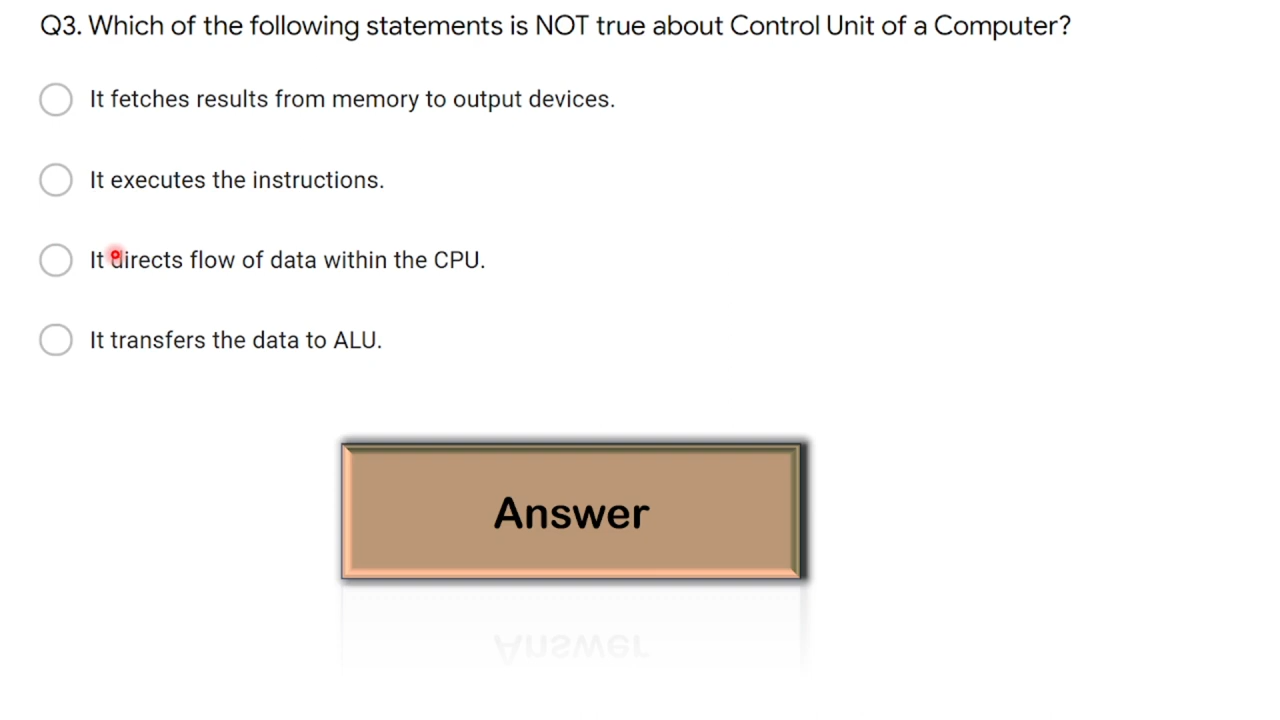 Q3. Which of the following statements is NOT true about Control Unit of a Computer?
It fetches results from memory to output devices.
It executes the instructions.
It directs flow of data within the CPU.
It transfers the data to ALU.
Answer
Answer